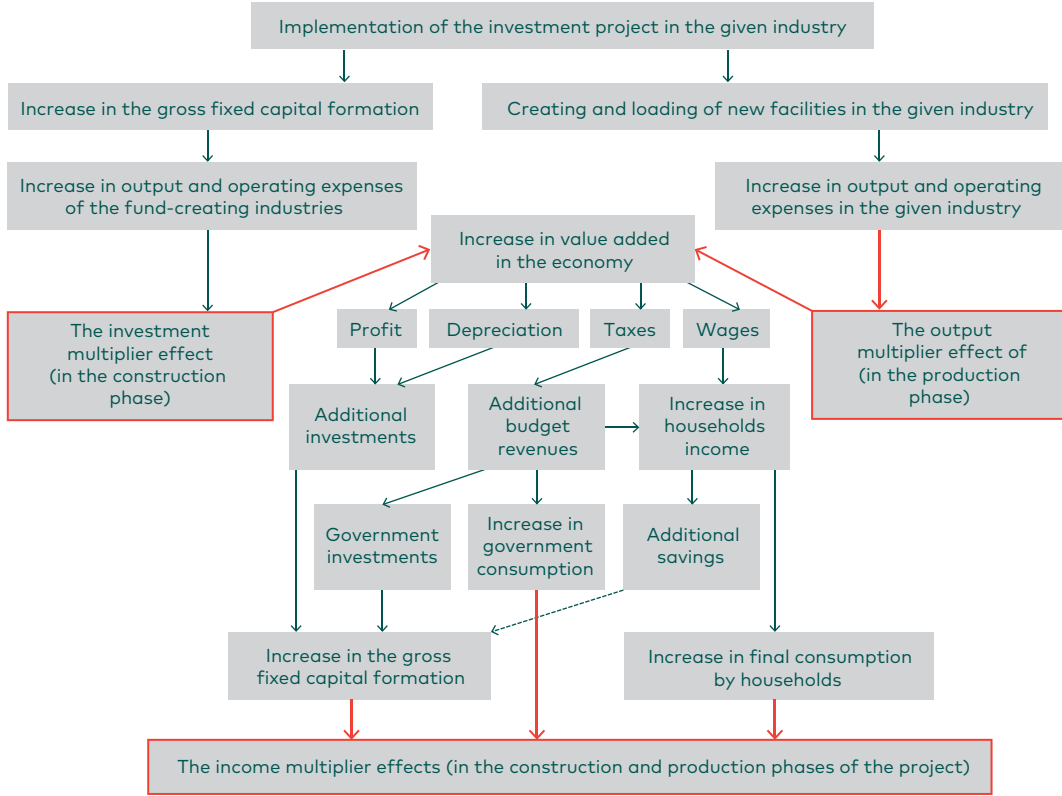 Implementation of the investment project in the given industry
Increase in the gross fixed capital formation
Creating and loading of new facilities in the given industry
Increase in output and operating expenses
of the fund-creating industries
Increase in output and operating
expenses in the given industry
Increase in value added
in the economy
The investment
multiplier effect
(in the construction
phase)
Profit
Depreciation
Taxes
Wages
The output
multiplier effect of
(in the production
phase)
Additional
investments
Additional
budget
revenues
Increase in
households
income
Government
investments
Increase in
government
consumption
Additional
savings
Increase in the gross
fixed capital formation
Increase in final consumption
by households
The income multiplier effects (in the construction and production phases of the project)